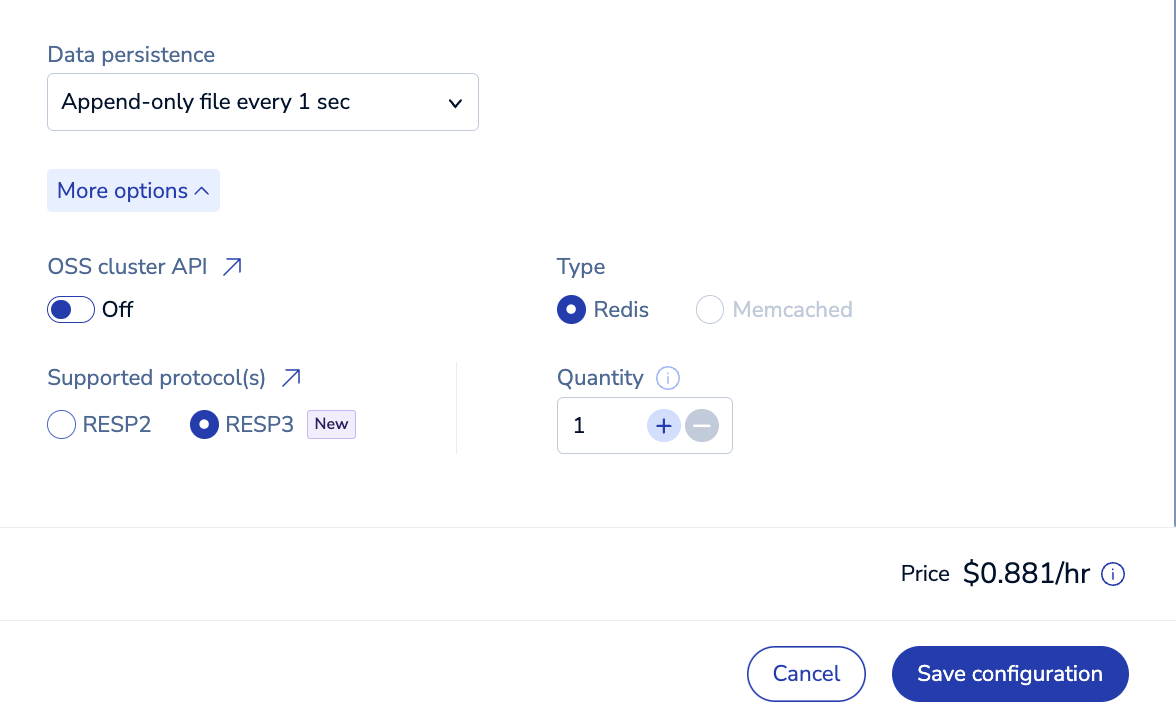 Data persistence
Append-only file every 1 sec
More options
OSS cluster API
Type
Off
Redis
Memcached
Supported protocol(s)
Quantity
RESP2
RESP3
New
1
Price $0.881/hr
Cancel
Save configuration